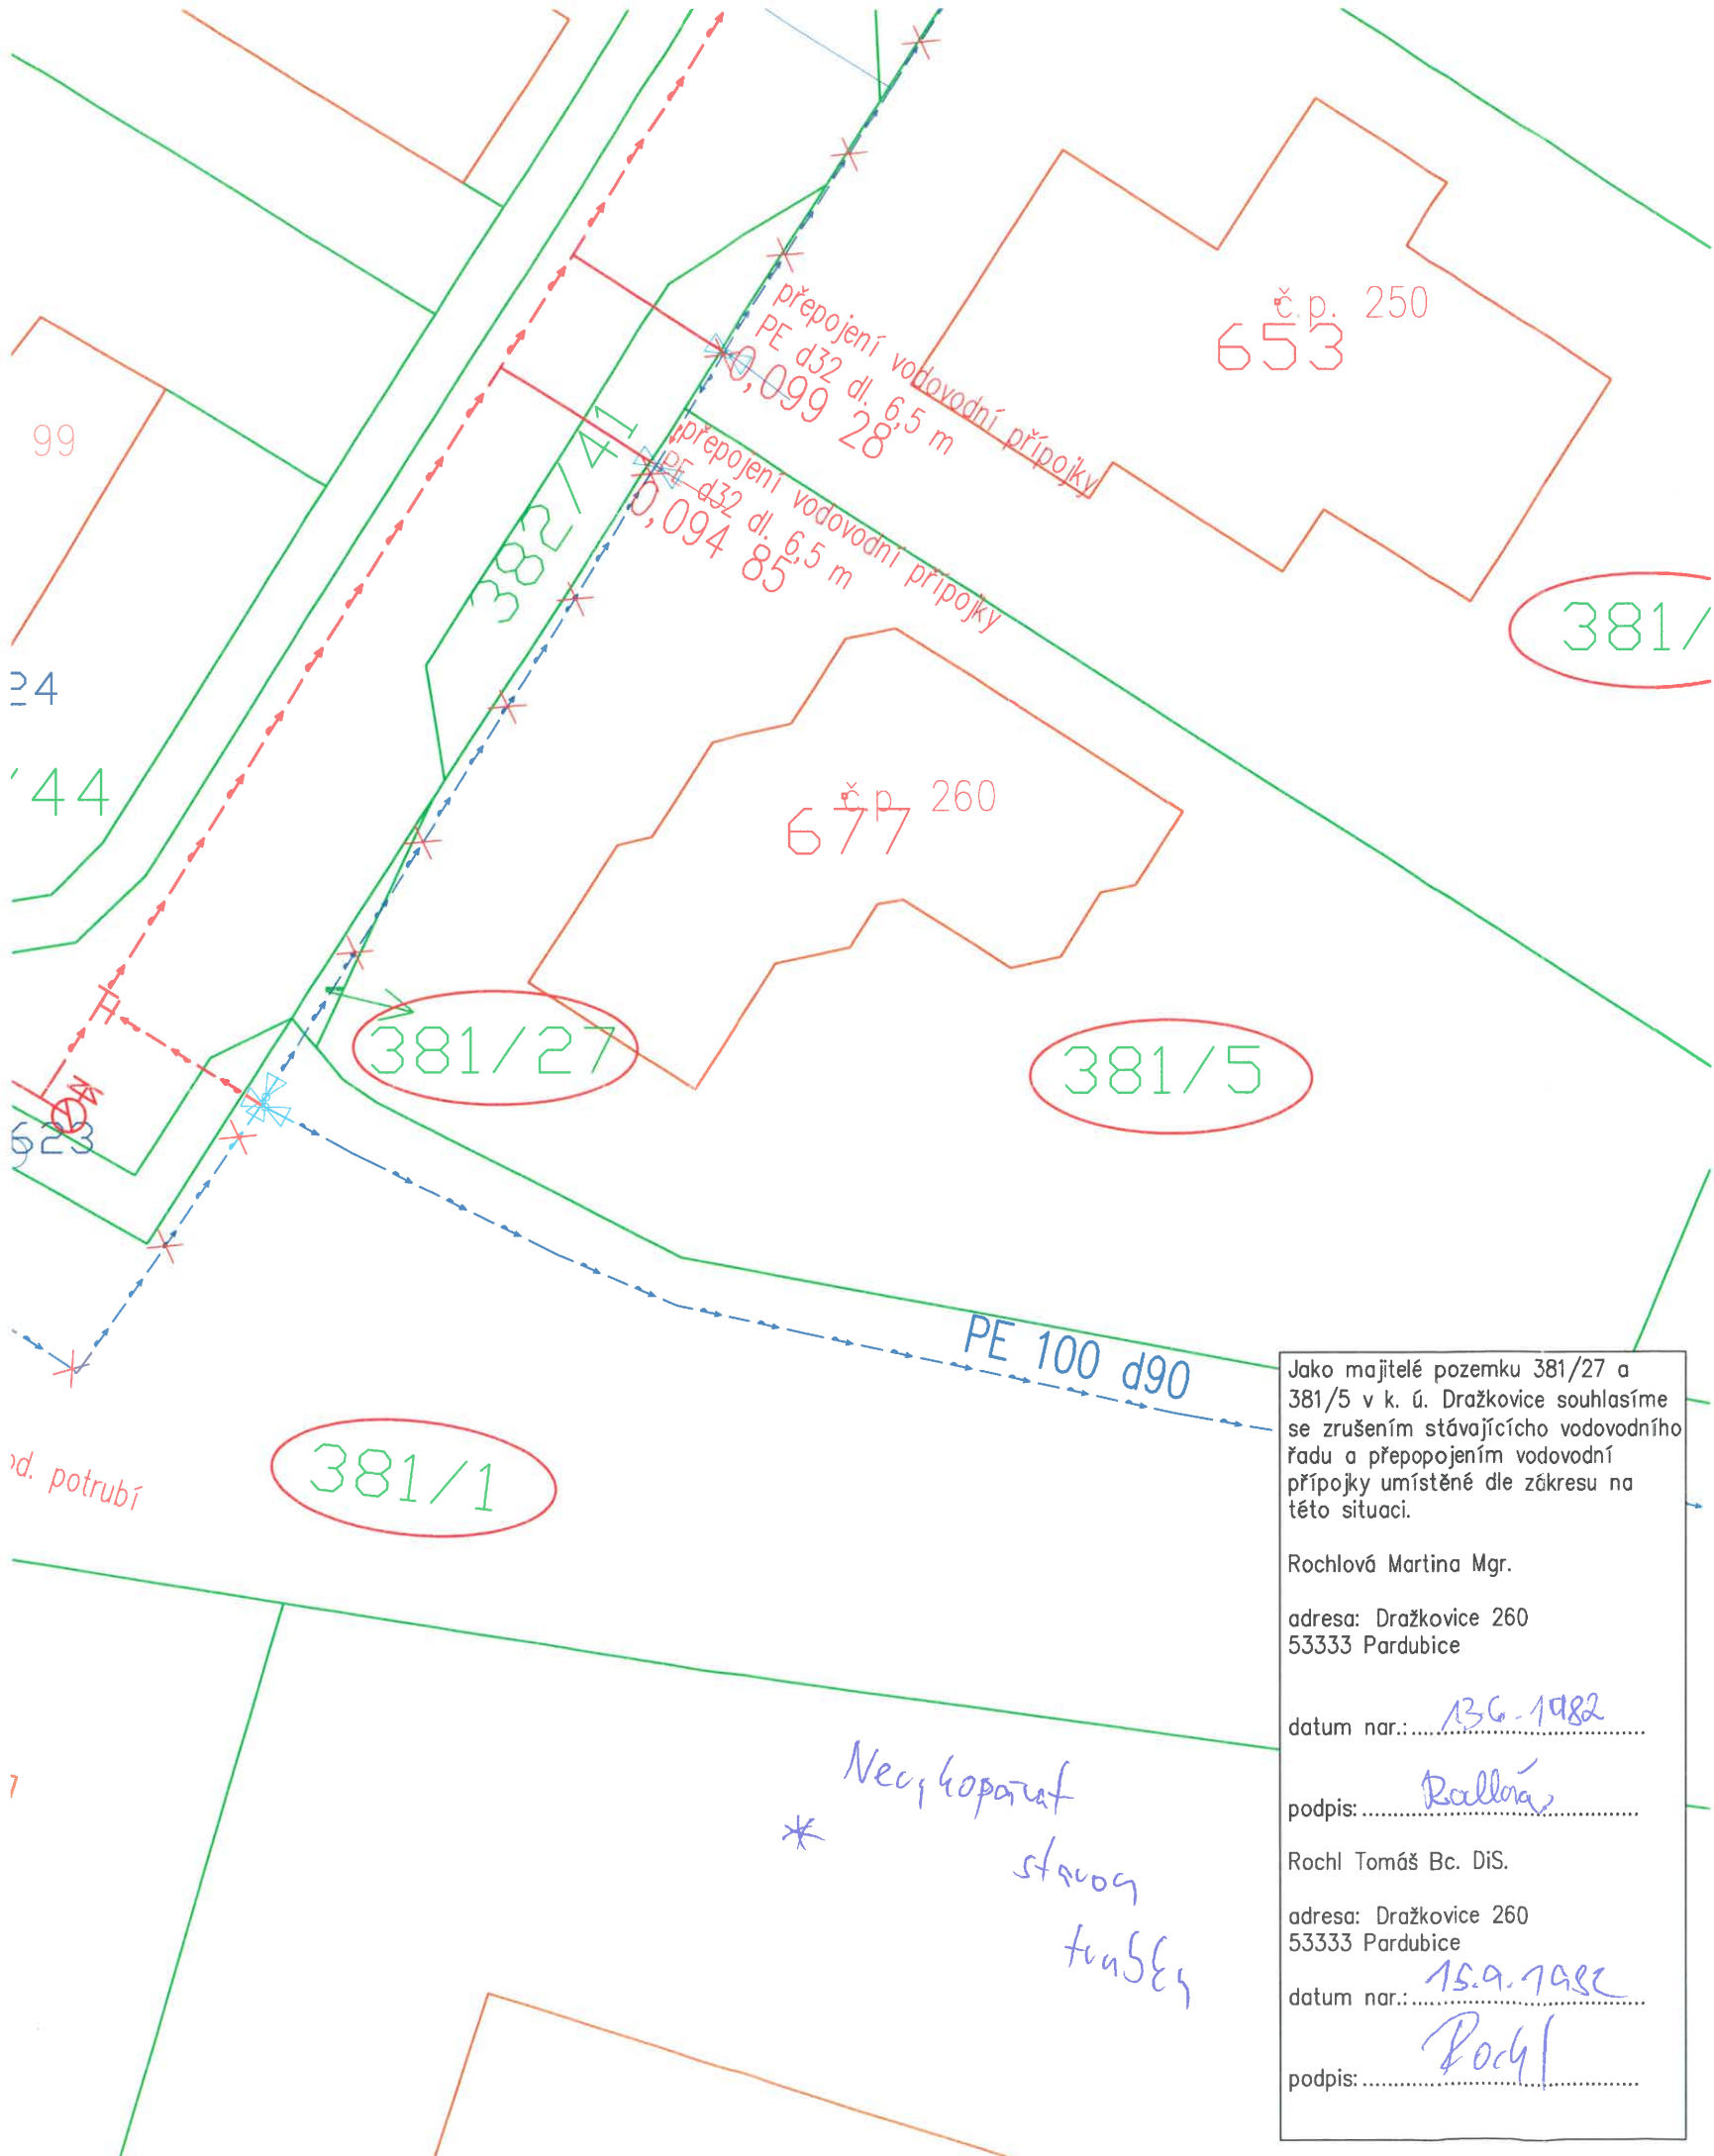 č.p. 250
653
přepojení vodovodní přípojky
PE d32 dl. 6,5 m
0,099 28
99
382/41
přepojení vodovodní přípojky
PE d32 dl. 6,5 m
0,094 85
381/
24
/44
č.p. 260
677
381/27
381/5
623
PE 100 d90
381/1
od. potrubí
Jako majitelé pozemku 381/27 a
381/5 v k. ú. Dražkovice souhlasíme
se zrušením stávajícícho vodovodního
řadu a přepopojením vodovodní
přípojky umístěné dle zákresu na
této situaci.
Rochlová Martina Mgr.
adresa: Dražkovice 260
53333 Pardubice
datum nar.: 13.6.1982
podpis:
Rochl Tomáš Bc. DiS.
adresa: Dražkovice 260
53333 Pardubice
datum nar.: 15.9.1982
podpis: Rochl
7
Nevykopávat
*
starou
trubky